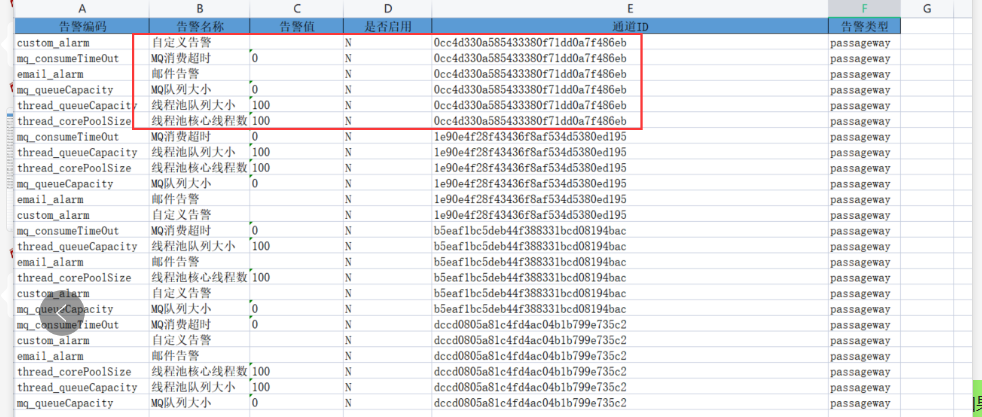 A B C D E F G
告警编码 告警名称 告警值 是否启用 通道ID 告警类型
custom_alarm 自定义告警 N 0cc4d330a585433380f71dd0a7f486eb passageway
mq_consumeTimeOut MQ消费超时 0 N 0cc4d330a585433380f71dd0a7f486eb passageway
email_alarm 邮件告警 N 0cc4d330a585433380f71dd0a7f486eb passageway
mq_queueCapacity MQ队列大小 0 N 0cc4d330a585433380f71dd0a7f486eb passageway
thread_queueCapacity 线程池队列大小 100 N 0cc4d330a585433380f71dd0a7f486eb passageway
thread_corePoolSize 线程池核心线程数 100 N 0cc4d330a585433380f71dd0a7f486eb passageway
mq_consumeTimeOut MQ消费超时 0 N 1e90e4f28f43436f8af534d5380ed195 passageway
thread_queueCapacity 线程池队列大小 100 N 1e90e4f28f43436f8af534d5380ed195 passageway
thread_corePoolSize 线程池核心线程数 100 N 1e90e4f28f43436f8af534d5380ed195 passageway
mq_queueCapacity MQ队列大小 0 N 1e90e4f28f43436f8af534d5380ed195 passageway
email_alarm 邮件告警 N 1e90e4f28f43436f8af534d5380ed195 passageway
custom_alarm 自定义告警 N 1e90e4f28f43436f8af534d5380ed195 passageway
mq_consumeTimeOut MQ消费超时 0 N b5eaf1bc5deb44f388331bcd08194bac passageway
thread_queueCapacity 线程池队列大小 100 N b5eaf1bc5deb44f388331bcd08194bac passageway
email_alarm 邮件告警 N b5eaf1bc5deb44f388331bcd08194bac passageway
thread_corePoolSize 线程池核心线程数 100 N b5eaf1bc5deb44f388331bcd08194bac passageway
custom_alarm 自定义告警 N b5eaf1bc5deb44f388331bcd08194bac passageway
mq_queueCapacity MQ队列大小 0 N b5eaf1bc5deb44f388331bcd08194bac passageway
mq_consumeTimeOut MQ消费超时 0 N dccd0805a81c4fd4ac04b1b799e735c2 passageway
custom_alarm 自定义告警 N dccd0805a81c4fd4ac04b1b799e735c2 passageway
email_alarm 邮件告警 N dccd0805a81c4fd4ac04b1b799e735c2 passageway
thread_corePoolSize 线程池核心线程数 100 N dccd0805a81c4fd4ac04b1b799e735c2 passageway
thread_queueCapacity 线程池队列大小 100 N dccd0805a81c4fd4ac04b1b799e735c2 passageway
mq_queueCapacity MQ队列大小 0 N dccd0805a81c4fd4ac04b1b799e735c2 passageway